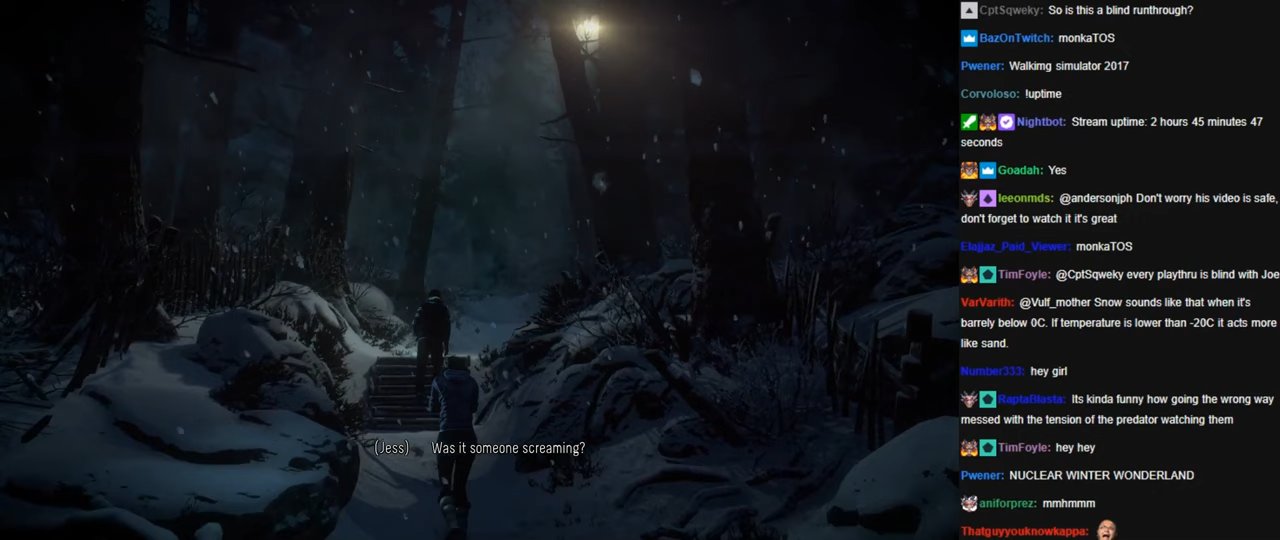 CptSqweky: So is this a blind runthrough?
BazOnTwitch: monkaTOS
Pwener: Walkimg simulator 2017
Corvoloso: !uptime
Nightbot: Stream uptime: 2 hours 45 minutes 47
seconds
Goadah: Yes
leeonmds: @andersonjph Don't worry his video is safe,
don't forget to watch it it's great
Elajjaz_Paid_Viewer: monkaTOS
TimFoyle: @CptSqweky every playthru is blind with Joe
VarVarith: @Vulf_mother Snow sounds like that when it's
barrely below 0C. If temperature is lower than -20C it acts more
like sand.
Number333: hey girl
RaptaBlasta: Its kinda funny how going the wrong way
messed with the tension of the predator watching them
TimFoyle: hey hey
Pwener: NUCLEAR WINTER WONDERLAND
aniforprez: mmhmmm
Thatguyyouknowkappa:
(Jess) Was it someone screaming?